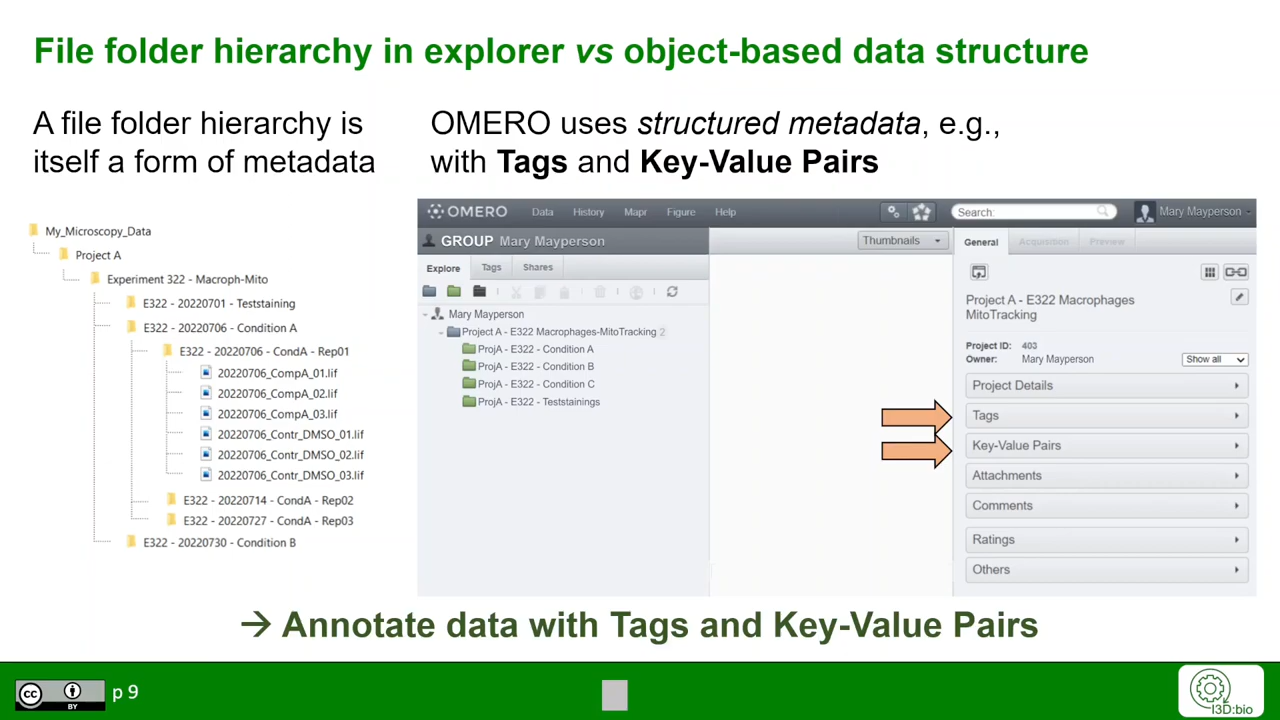 File folder hierarchy in explorer vs object-based data structure
A file folder hierarchy is
itself a form of metadata
OMERO uses structured metadata, e.g.,
with Tags and Key-Value Pairs
My_Microscopy_Data
Project A
Experiment 322 - Macroph-Mito
E322 - 20220701 - Teststaining
E322 - 20220706 - Condition A
E322 - 20220706 - CondA - Rep01
20220706_CompA_01.lif
20220706_CompA_02.lif
20220706_CompA_03.lif
20220706_Contr_DMSO_01.lif
20220706_Contr_DMSO_02.lif
20220706_Contr_DMSO_03.lif
E322 - 20220714 - CondA - Rep02
E322 - 20220727 - CondA - Rep03
E322 - 20220730 - Condition B
OMERO Data History Mapr Figure Help Search: Mary Mayperson
GROUP Mary Mayperson
Explore Tags Shares
Mary Mayperson
Project A - E322 Macrophages-MitoTracking 2
ProjA - E322 - Condition A
ProjA - E322 - Condition B
ProjA - E322 - Condition C
ProjA - E322 - Teststainings
Thumbnails
General Acquisition Preview
Project A - E322 Macrophages
MitoTracking
Project ID: 403
Owner: Mary Mayperson Show all
Project Details
Tags
Key-Value Pairs
Attachments
Comments
Ratings
Others
→ Annotate data with Tags and Key-Value Pairs
cc BY p 9
I3D:bio